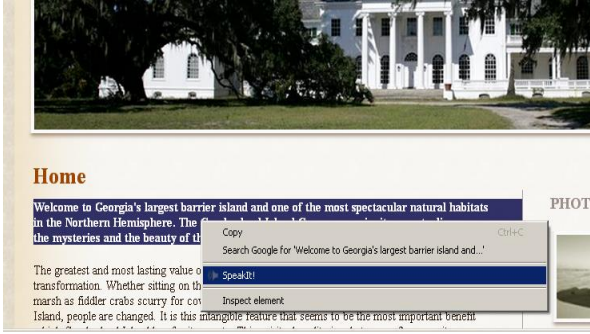 Home
Welcome to Georgia's largest barrier island and one of the most spectacular natural habitats
PHOT
in the Northern Hemisphere. The
the mysteries and the beauty of th
Copy Ctrl+C
Search Google for 'Welcome to Georgia's largest barrier island and...'
SpeakIt!
Inspect element
The greatest and most lasting value o
transformation. Whether sitting on th
marsh as fiddler crabs scurry for cov
Island, people are changed. It is this intangible feature that seems to be the most important benefit